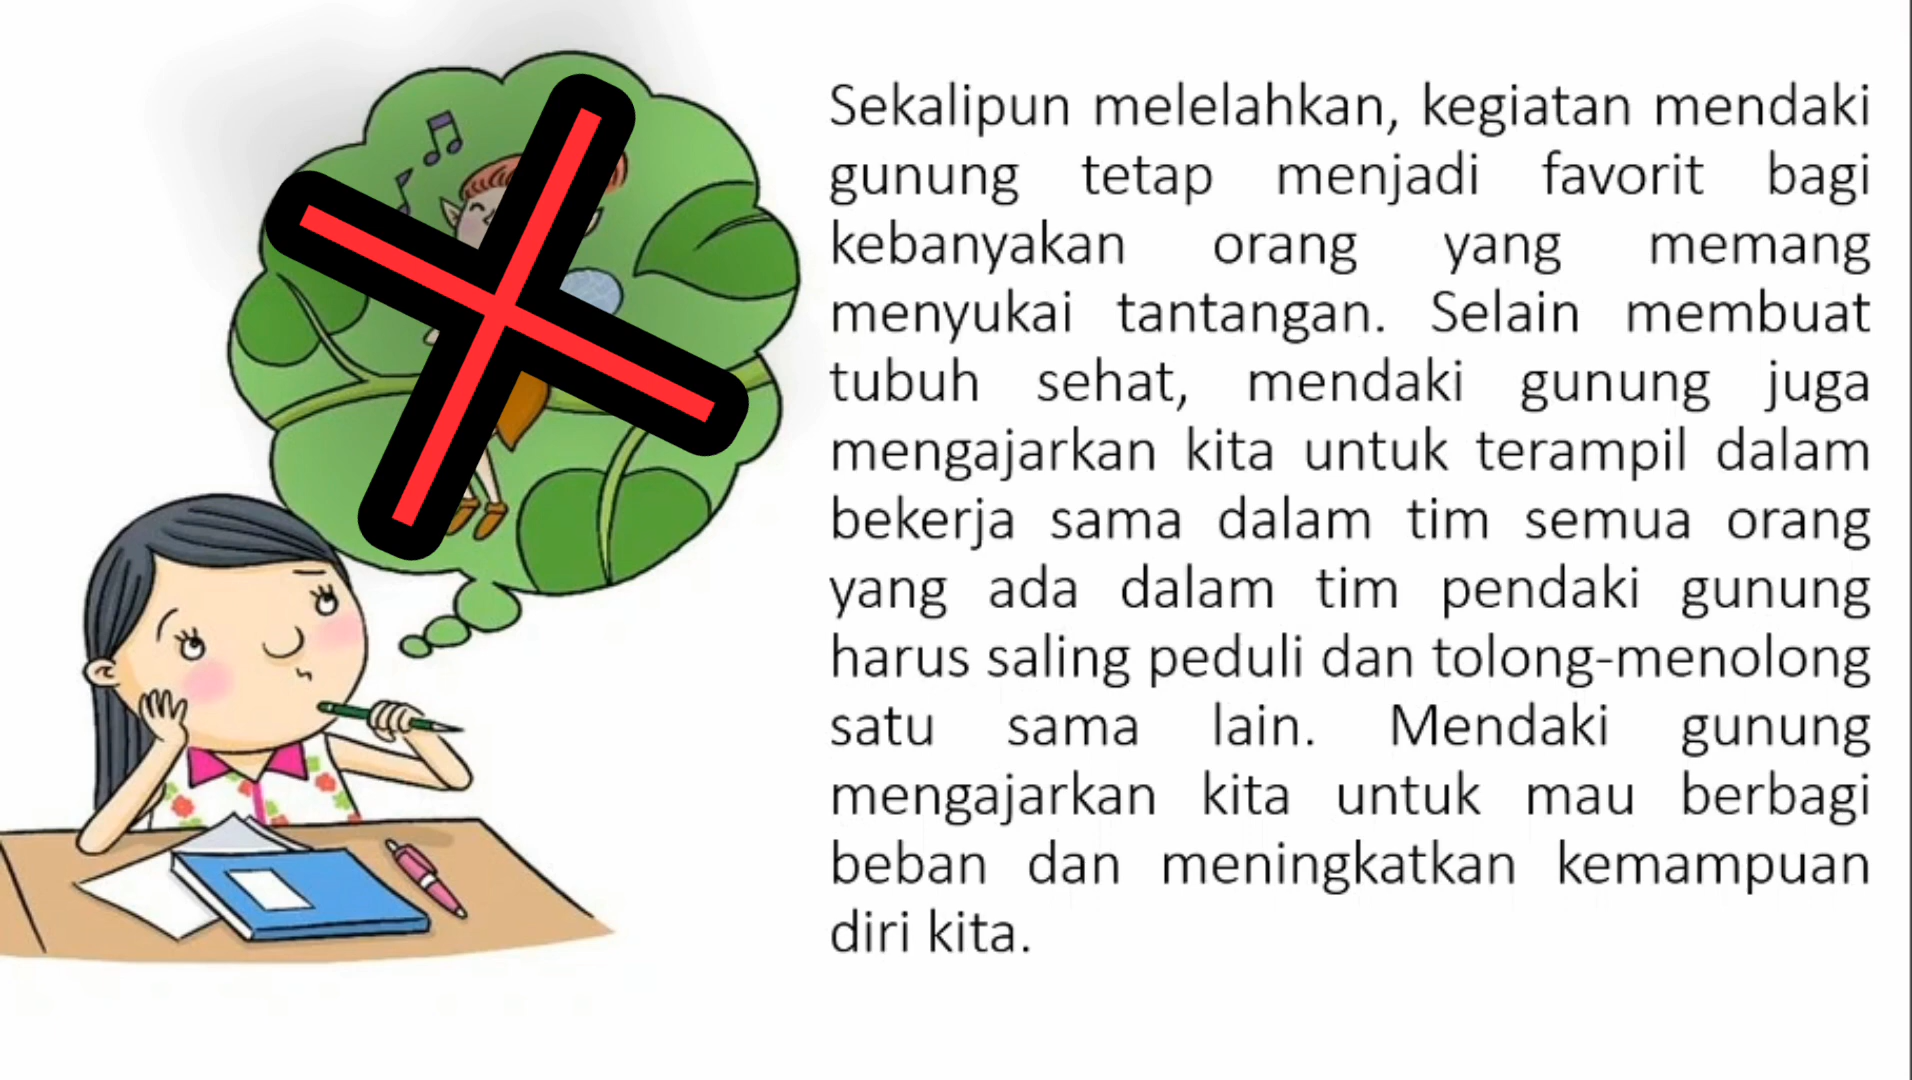 Sekalipun melelahkan, kegiatan mendaki
gunung tetap menjadi favorit bagi
kebanyakan orang yang memang
menyukai tantangan. Selain membuat
tubuh sehat, mendaki gunung juga
mengajarkan kita untuk terampil dalam
bekerja sama dalam tim semua orang
yang ada dalam tim pendaki gunung
harus saling peduli dan tolong-menolong
satu sama lain. Mendaki gunung
mengajarkan kita untuk mau berbagi
beban dan meningkatkan kemampuan
diri kita.